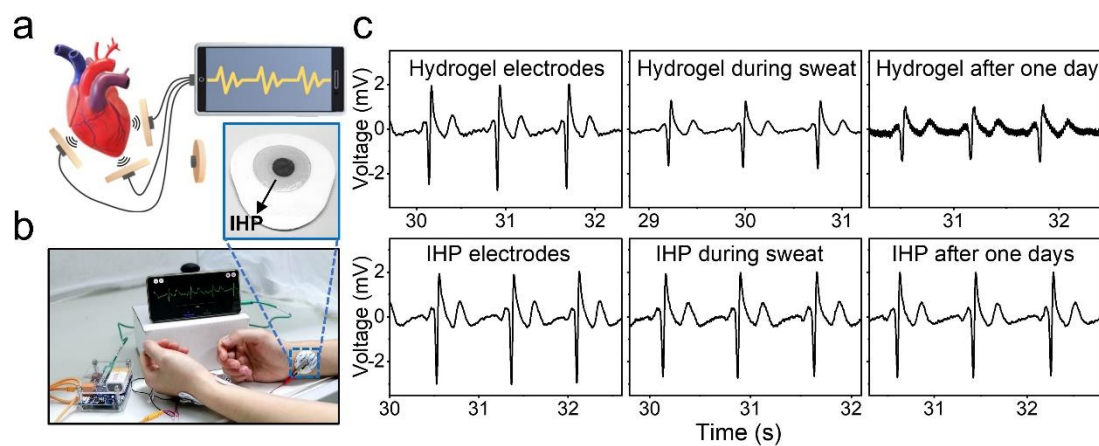 a
IHP
b
c
Hydrogel electrodes
Hydrogel during sweat
Hydrogel after one day
Voltage (mV)
2
0
-2
30
31
32
29
30
31
31
32
IHP electrodes
IHP during sweat
IHP after one days
Voltage (mV)
2
0
-2
30
31
32
30
31
32
31
32
Time (s)